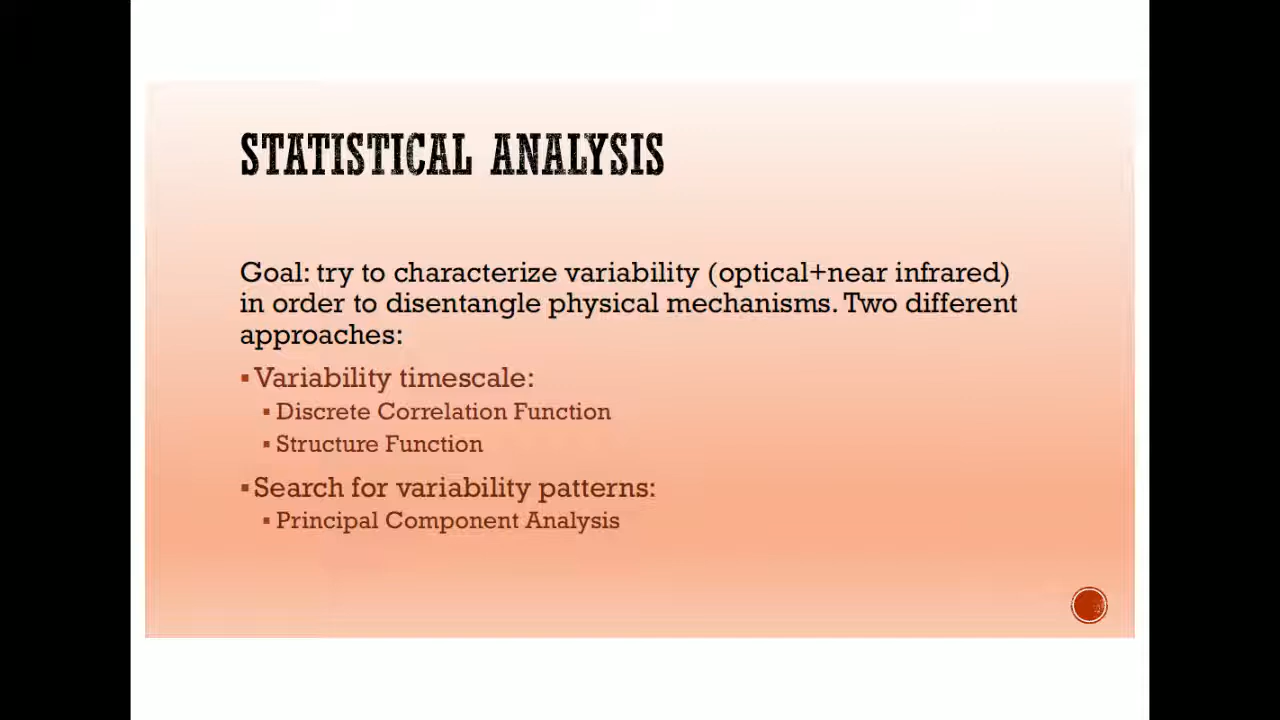 STATISTICAL ANALYSIS
Goal: try to characterize variability (optical+near infrared)
in order to disentangle physical mechanisms. Two different
approaches:
▪Variability timescale:
▪Discrete Correlation Function
▪Structure Function
▪Search for variability patterns:
▪Principal Component Analysis